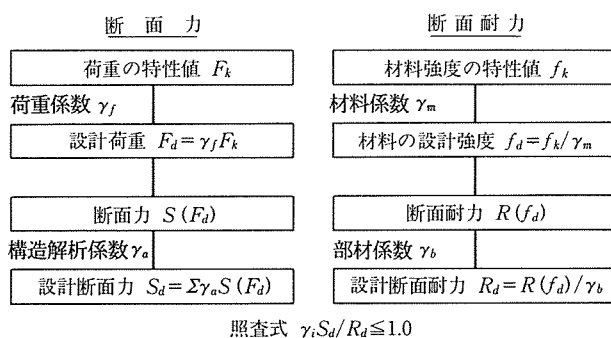 断面力
荷重の特性値 F_k
荷重係数 γ_f
設計荷重 F_d=γ_f F_k
断面力 S(F_d)
構造解析係数 γ_a
設計断面力 S_d=Σγ_a S(F_d)
断面耐力
材料強度の特性値 f_k
材料係数 γ_m
材料の設計強度 f_d=f_k/γ_m
断面耐力 R(f_d)
部材係数 γ_b
設計断面耐力 R_d=R(f_d)/γ_b
照査式 γ_i S_d/R_d≦1.0